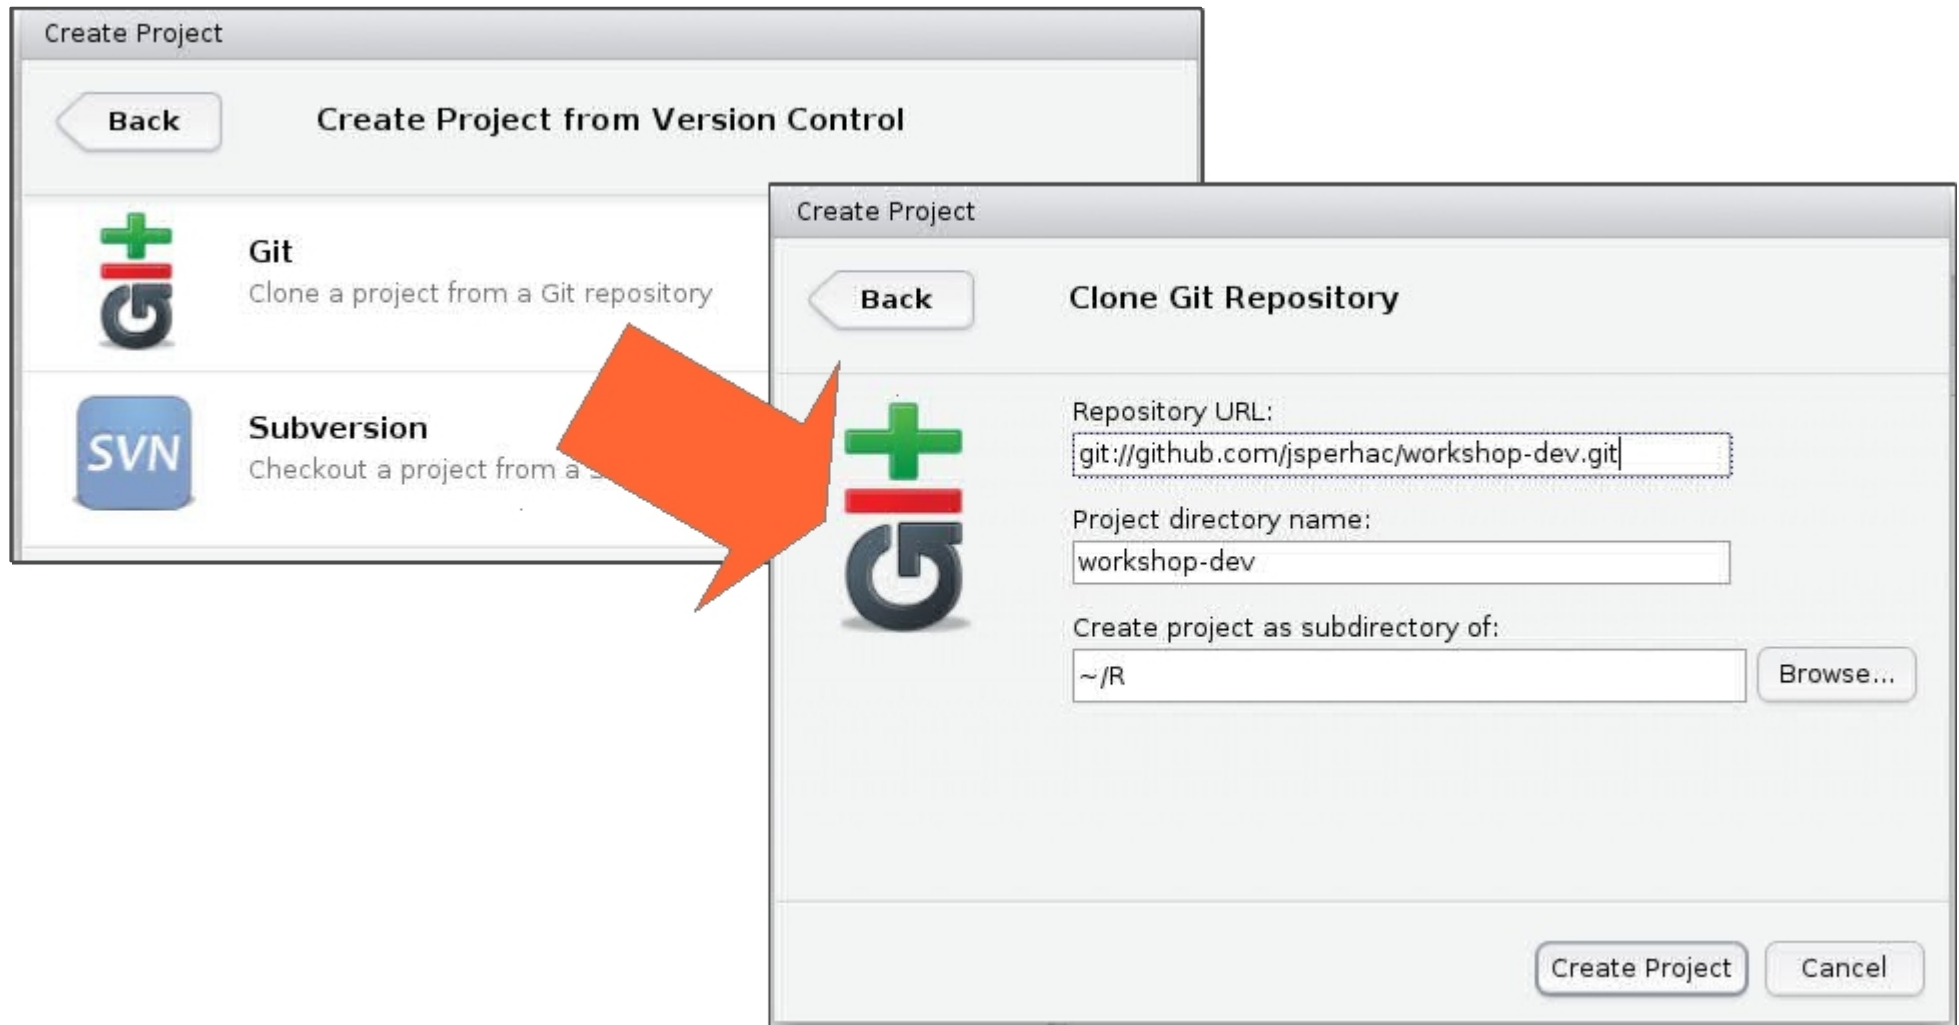 Create Project
Back
Create Project from Version Control
Git
Clone a project from a Git repository
SVN
Subversion
Checkout a project from a
Create Project
Back
Clone Git Repository
git
Repository URL:
git://github.com/jsperhac/workshop-dev.git
Project directory name:
workshop-dev
Create project as subdirectory of:
~/R
Browse...
Create Project
Cancel